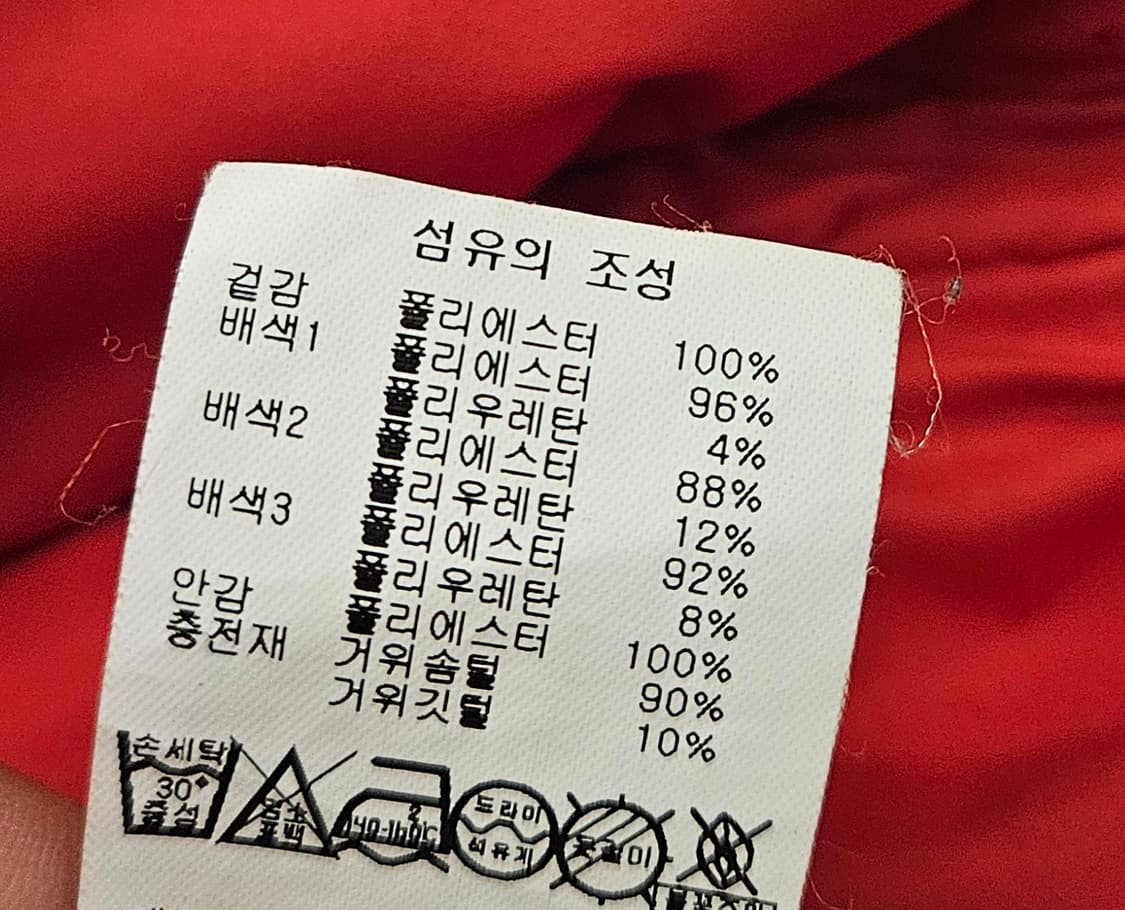 섬유의 조성
겉감 폴리에스터 100%
배색1 폴리에스터 96%
폴리우레탄 4%
배색2 폴리에스터 88%
폴리우레탄 12%
배색3 폴리에스터 92%
폴리우레탄 8%
안감 폴리에스터 100%
충전재 거위솜털 90%
거위깃털 10%
손세탁
30°
중성
염소
표백
드라이
석유계